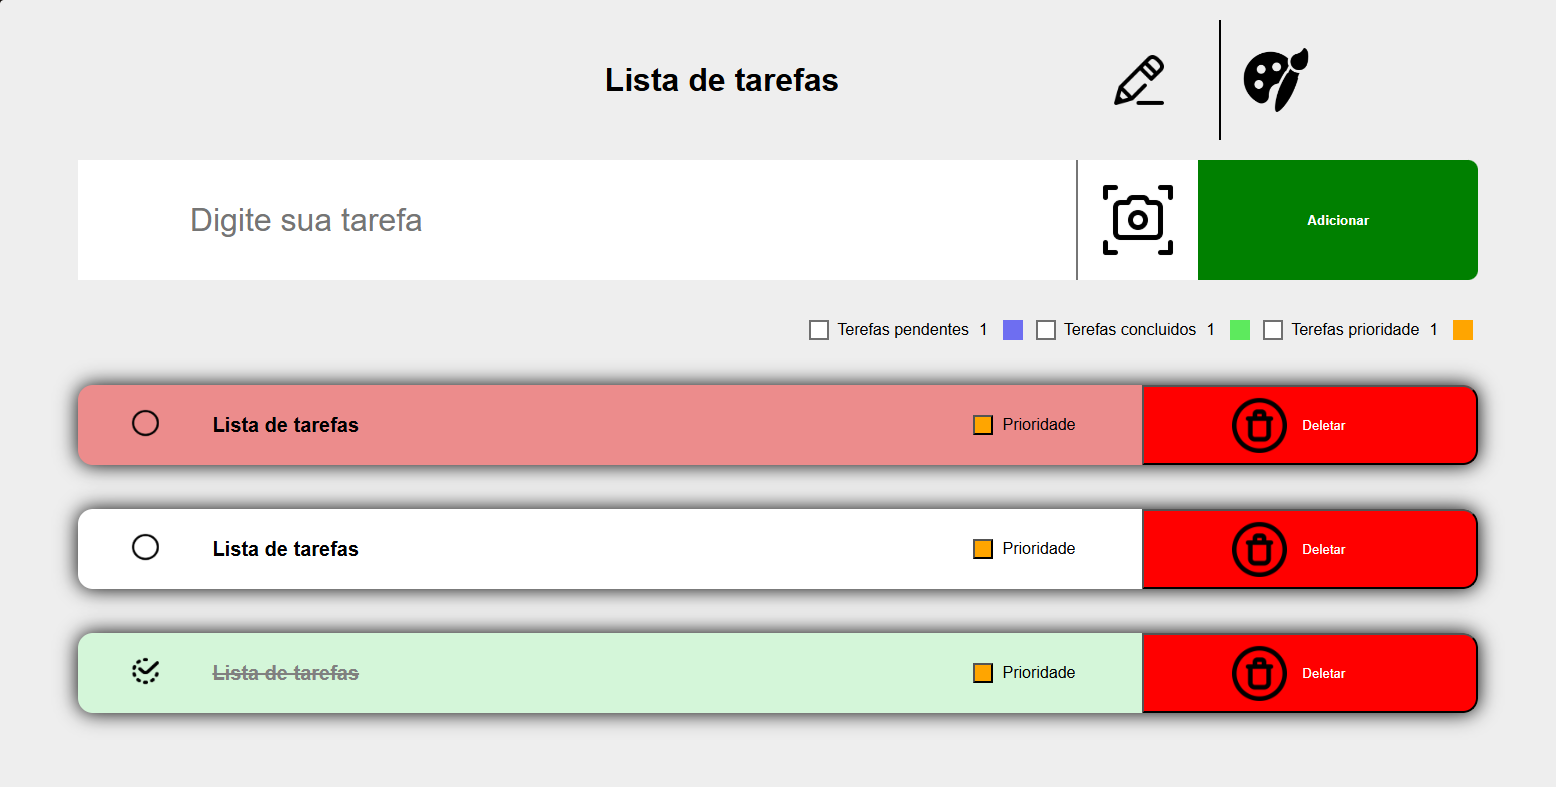 Lista de tarefas
Digite sua tarefa
Adicionar
Terefas pendentes 1 Terefas concluidos 1 Terefas prioridade 1
Lista de tarefas Prioridade Deletar
Lista de tarefas Prioridade Deletar
Lista de tarefas Prioridade Deletar